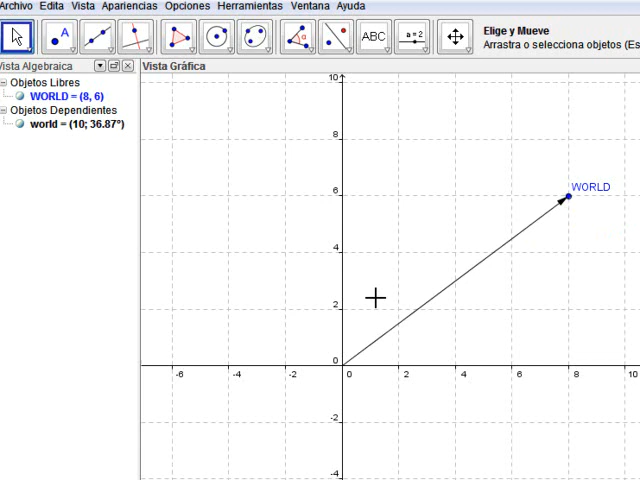 Archivo Edita Vista Apariencias Opciones Herramientas Ventana Ayuda
A
α
ABC
a = 2
Elige y Mueve
Arrastra o selecciona objetos (Es
Vista Algebraica
Vista Gráfica
Objetos Libres
WORLD = (8, 6)
Objetos Dependientes
world = (10; 36.87°)
10
8
6
WORLD
4
2
0
-6 -4 -2 0 2 4 6 8 10
-2
-4